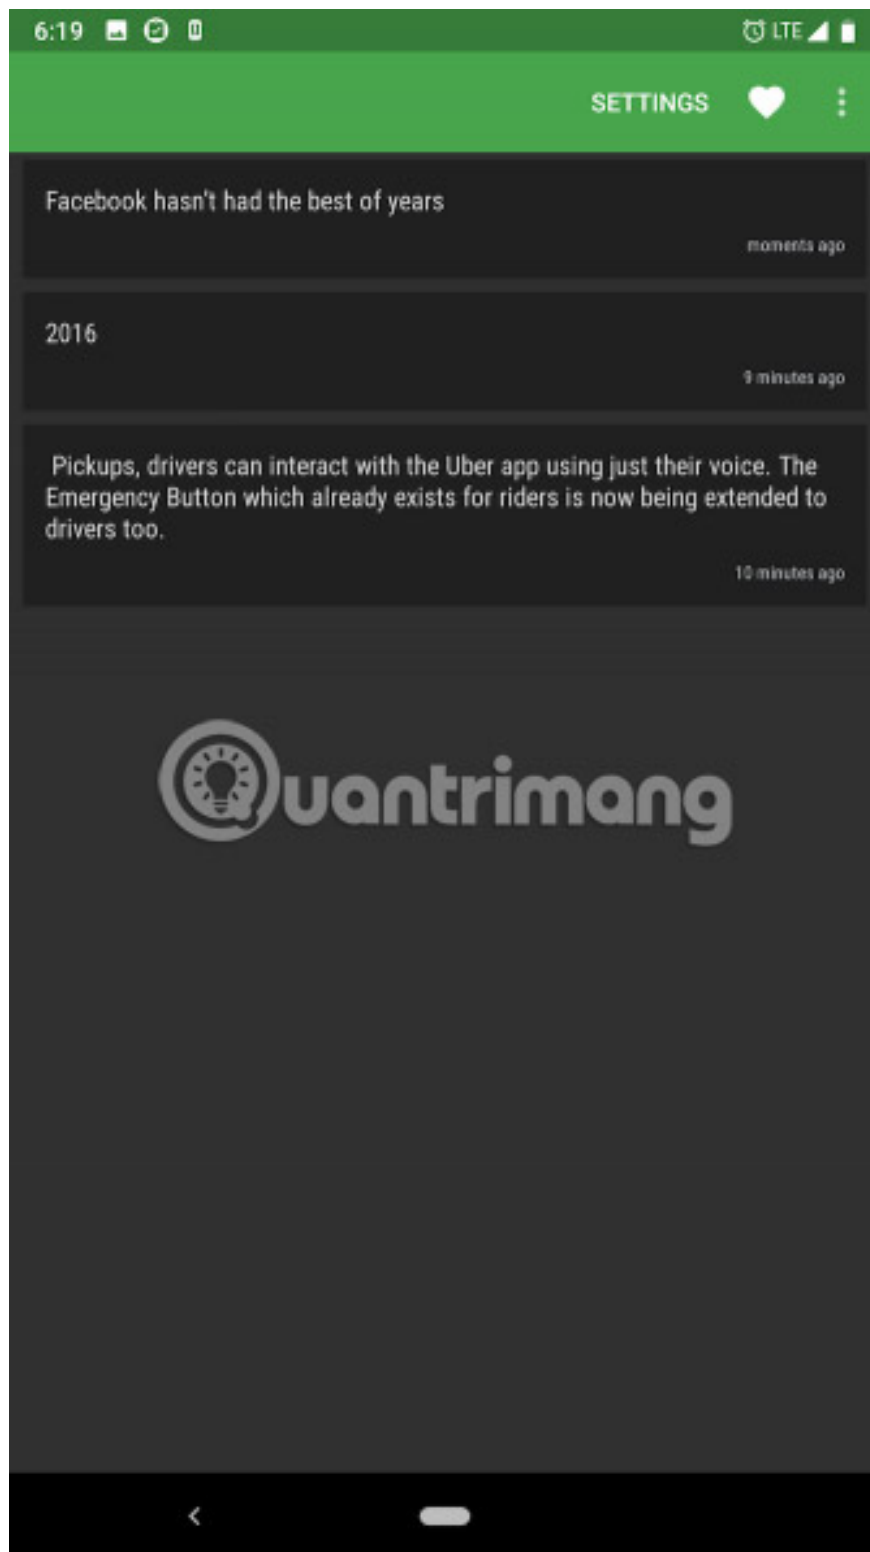 6:19 LTE
SETTINGS
Facebook hasn't had the best of years
moments ago
2016
9 minutes ago
Pickups, drivers can interact with the Uber app using just their voice. The
Emergency Button which already exists for riders is now being extended to
drivers too.
10 minutes ago
Quantrimang